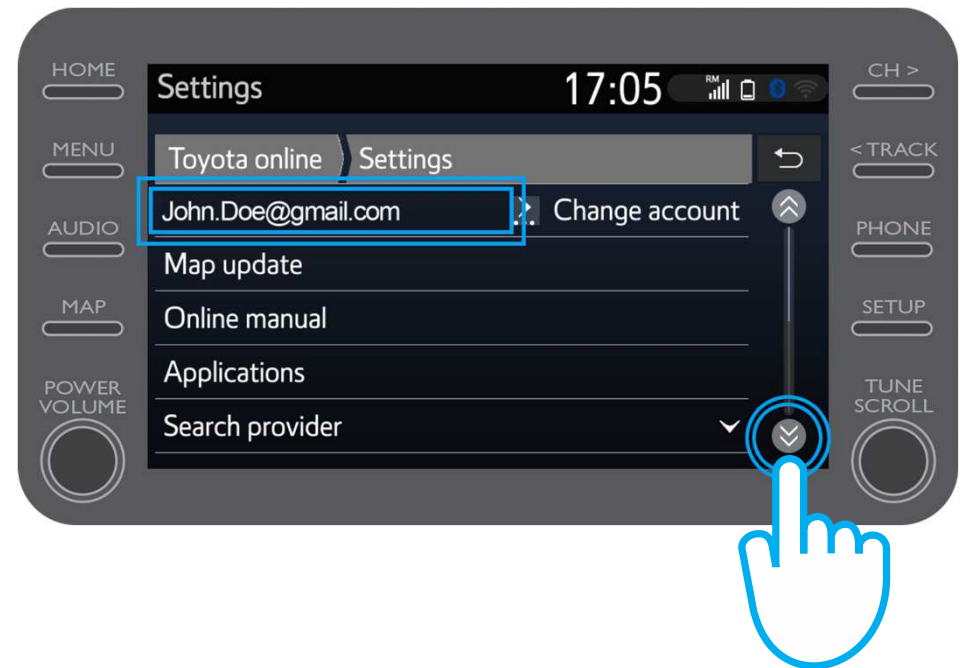 HOME
CH >
Settings 17:05 RM
MENU
< TRACK
Toyota online Settings
John.Doe@gmail.com Change account
AUDIO
PHONE
Map update
MAP
SETUP
Online manual
Applications
POWER
VOLUME
TUNE
SCROLL
Search provider